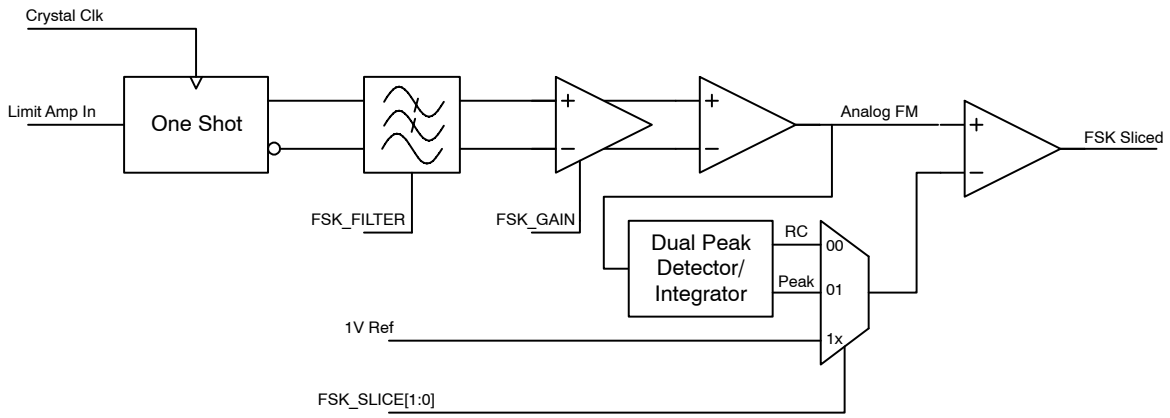 Crystal Clk
Limit Amp In
One Shot
FSK_FILTER
+
−
FSK_GAIN
+
−
Analog FM
+
−
FSK Sliced
Dual Peak
Detector/
Integrator
RC
Peak
00
01
1x
1V Ref
FSK_SLICE[1:0]